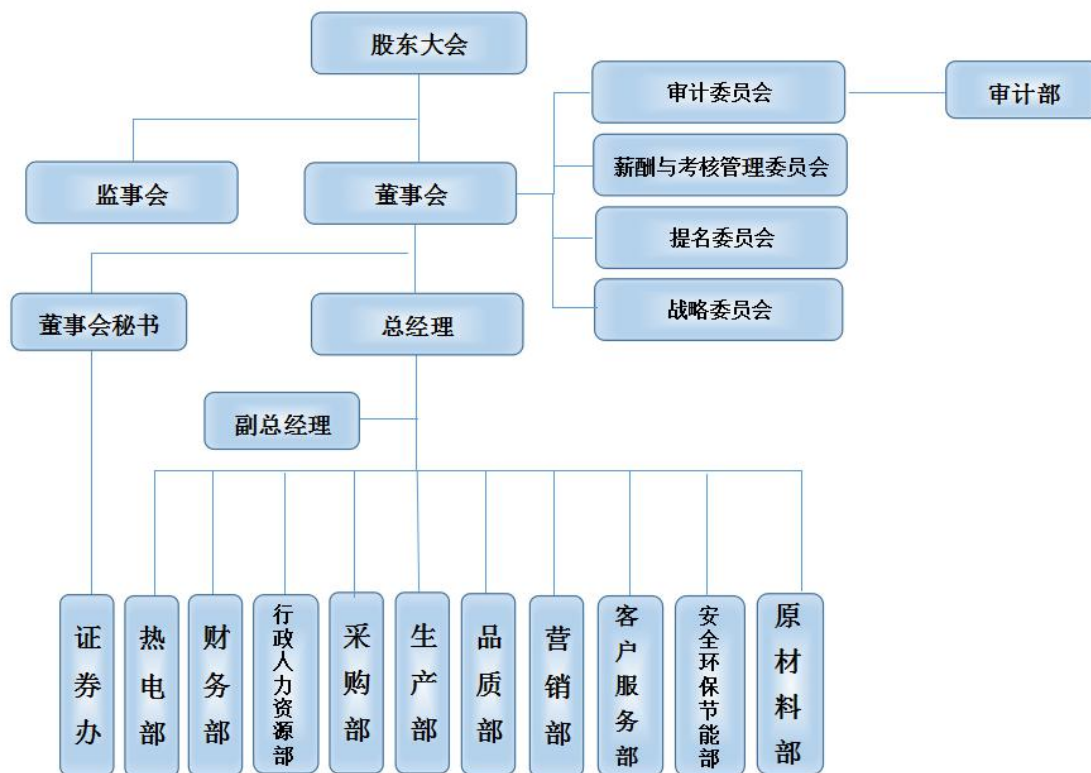 股东大会
审计委员会
审计部
监事会
董事会
薪酬与考核管理委员会
提名委员会
战略委员会
董事会秘书
总经理
副总经理
证券办
热电部
财务部
行政人力资源部
采购部
生产部
品质部
营销部
客户服务部
安全环保节能部
原材料部